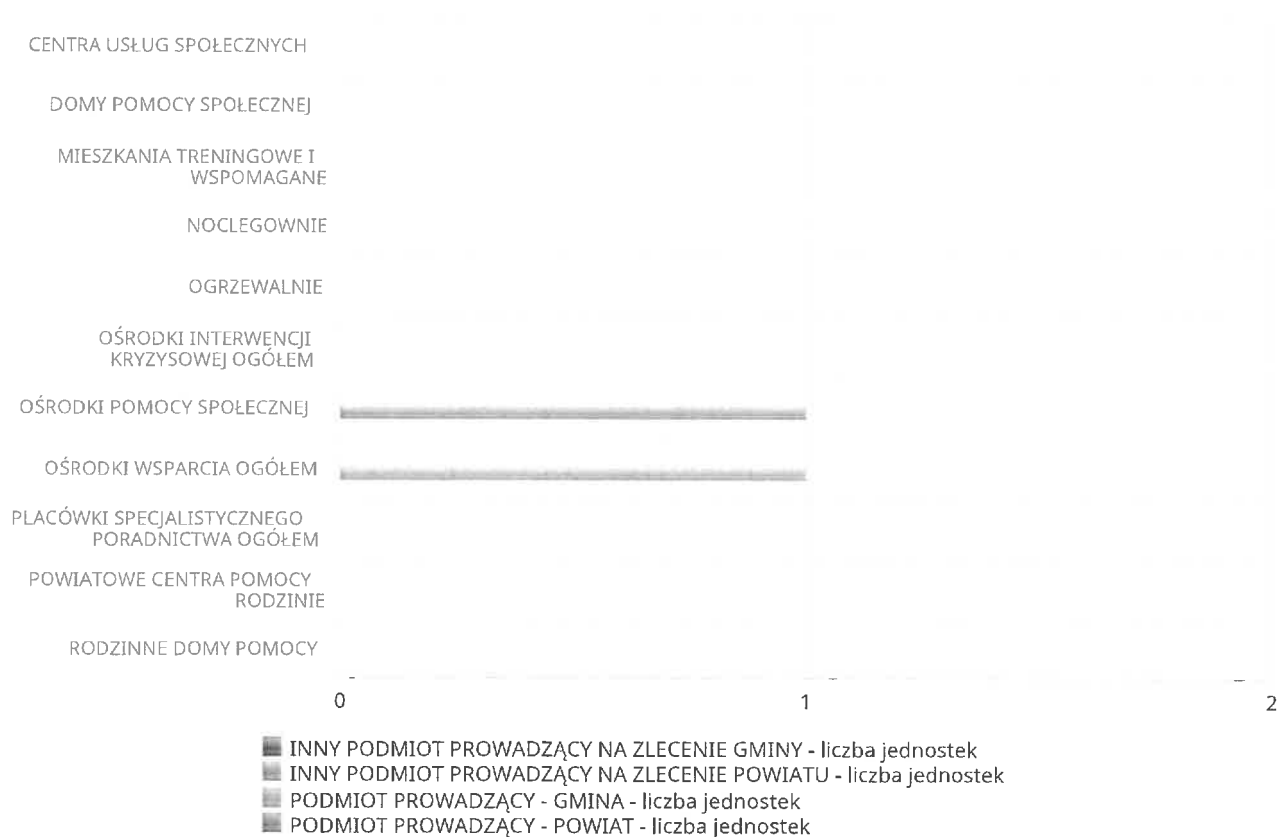 CENTRA USŁUG SPOŁECZNYCH
DOMY POMOCY SPOŁECZNEJ
MIESZKANIA TRENINGOWE I
WSPOMAGANE
NOCLEGOWNIE
OGRZEWALNIE
OŚRODKI INTERWENCJI
KRYZYSOWEJ OGÓŁEM
OŚRODKI POMOCY SPOŁECZNEJ
OŚRODKI WSPARCIA OGÓŁEM
PLACÓWKI SPECJALISTYCZNEGO
PORADNICTWA OGÓŁEM
POWIATOWE CENTRA POMOCY
RODZINIE
RODZINNE DOMY POMOCY
0 1 2
INNY PODMIOT PROWADZĄCY NA ZLECENIE GMINY - liczba jednostek
INNY PODMIOT PROWADZĄCY NA ZLECENIE POWIATU - liczba jednostek
PODMIOT PROWADZĄCY - GMINA - liczba jednostek
PODMIOT PROWADZĄCY - POWIAT - liczba jednostek